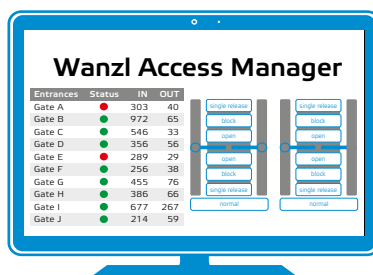 Wanzl Access Manager
Entrances Status IN OUT
Gate A 303 40
Gate B 972 65
Gate C 546 33
Gate D 356 56
Gate E 289 29
Gate F 256 38
Gate G 455 76
Gate H 386 66
Gate I 677 267
Gate J 214 59
single release single release
block block
open open
open open
block block
single release single release
normal normal